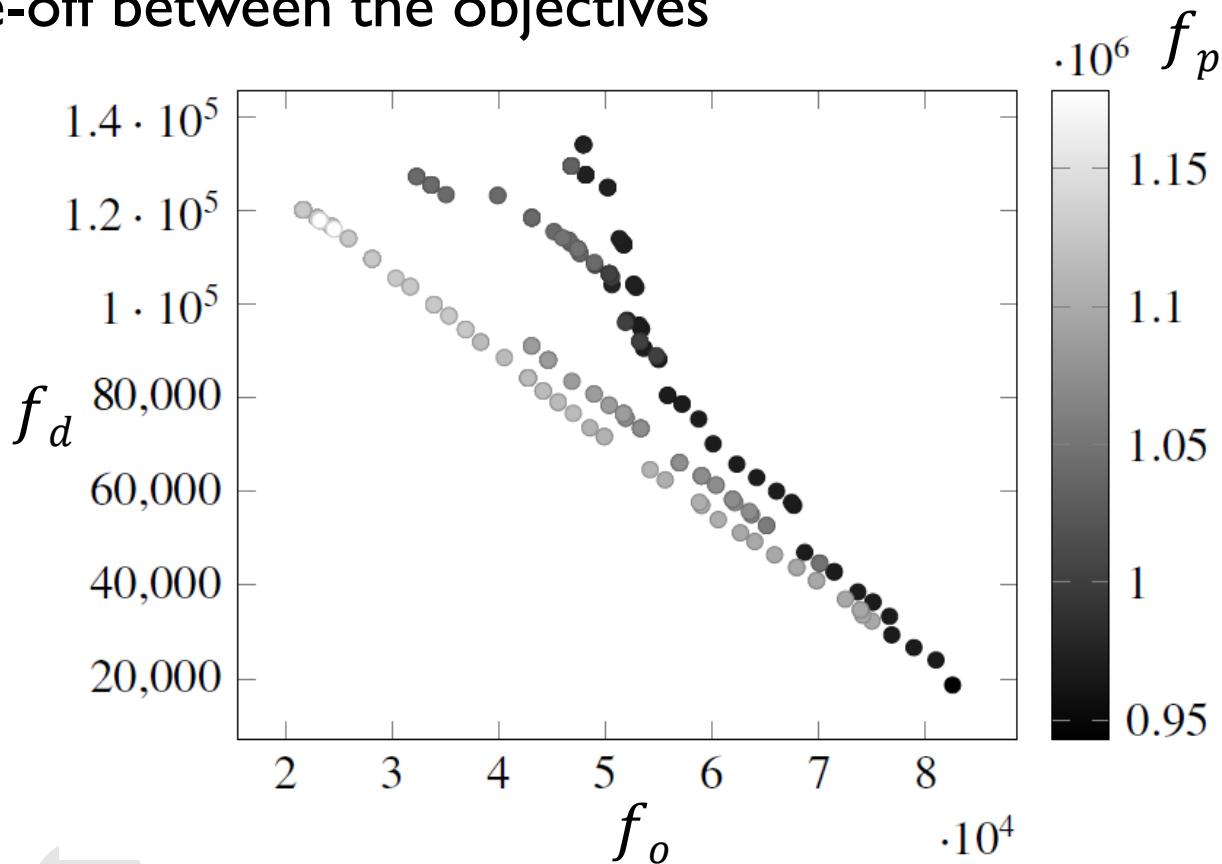 e-off between the objectives
·10⁶ f_p
1.4 · 10⁵
1.2 · 10⁵
1 · 10⁵
80,000
60,000
40,000
20,000
f_d
2 3 4 5 6 7 8
f_o
·10⁴
1.15
1.1
1.05
1
0.95